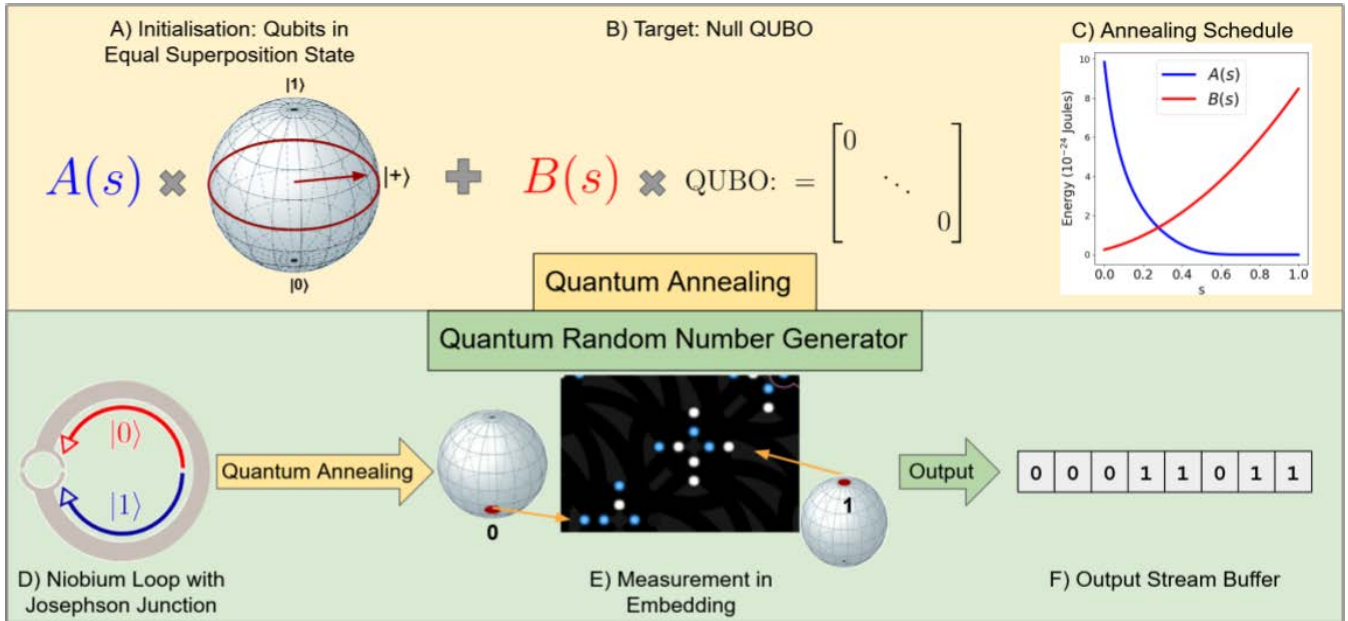 A) Initialisation: Qubits in
Equal Superposition State
B) Target: Null QUBO
C) Annealing Schedule
|1⟩
A(s) ×
|+⟩
|0⟩
+
B(s) × QUBO: = [0 ⋱ 0]
10
8
6
4
2
0
Energy (10⁻²⁴ Joules)
A(s)
B(s)
0.0 0.2 0.4 0.6 0.8 1.0
s
Quantum Annealing
Quantum Random Number Generator
|0⟩
|1⟩
Quantum Annealing
0
1
Output
0 0 0 1 1 0 1 1
D) Niobium Loop with
Josephson Junction
E) Measurement in
Embedding
F) Output Stream Buffer